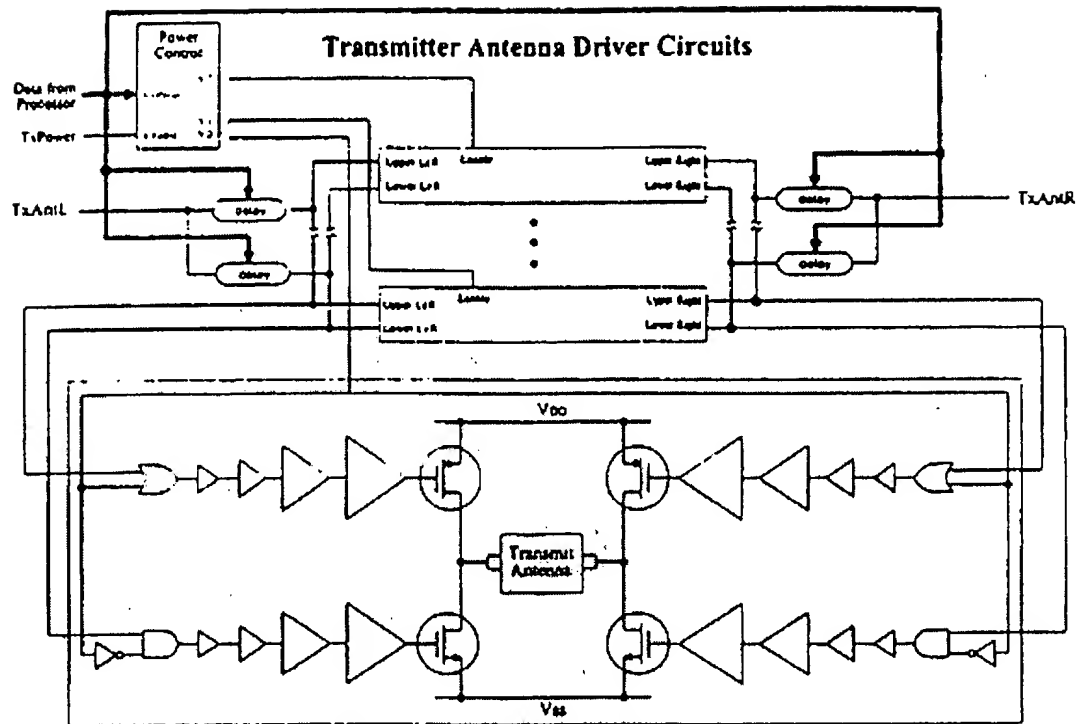 Transmitter Antenna Driver Circuits
Power
Control
Data from
Processor
TxPower
Upper Left
Lower Left
Upper Right
Lower Right
TxAntL
Delay
Delay
Delay
Delay
TxAntR
Upper Left
Lower Left
Upper Right
Lower Right
VDD
Transmit
Antenna
VSS